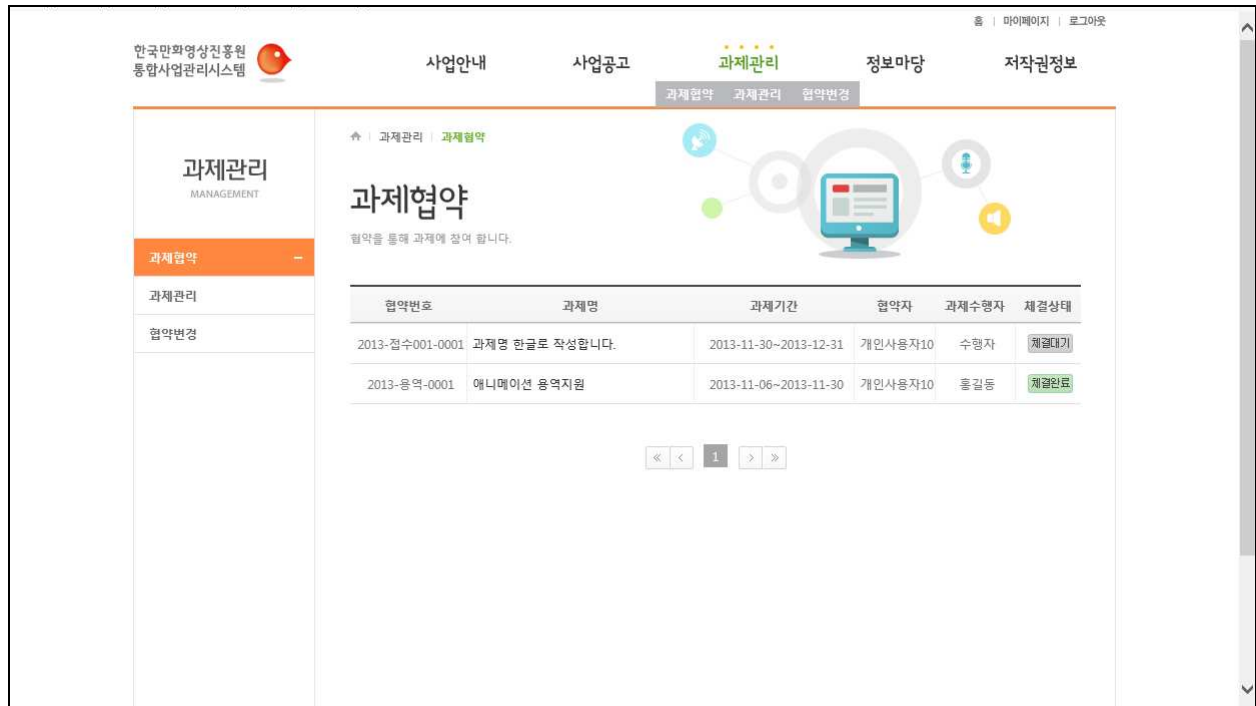 홈 | 마이페이지 | 로그아웃
한국만화영상진흥원
통합사업관리시스템
사업안내 사업공고 과제관리 정보마당 저작권정보
과제협약 과제관리 협약변경
과제관리 | 과제협약
과제관리
MANAGEMENT
과제협약
협약을 통해 과제에 참여 합니다.
과제협약
과제관리
협약변경
협약번호 과제명 과제기간 협약자 과제수행자 체결상태
2013-접수001-0001 과제명 한글로 작성합니다. 2013-11-30~2013-12-31 개인사용자10 수행자 체결대기
2013-용역-0001 애니메이션 용역지원 2013-11-06~2013-11-30 개인사용자10 홍길동 체결완료
« < 1 > »